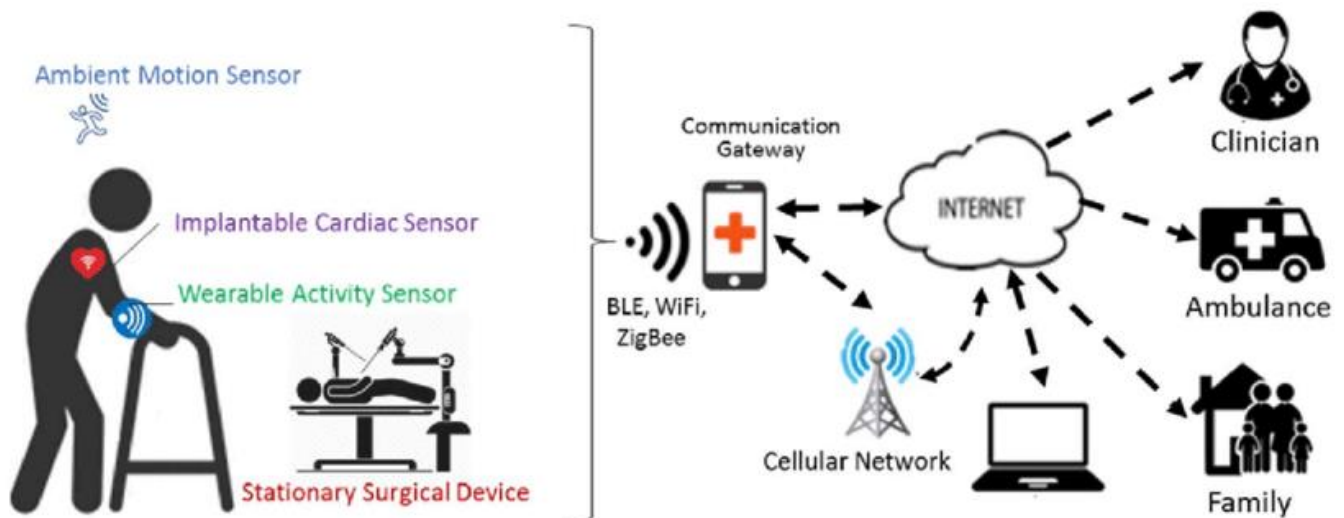 Ambient Motion Sensor
Implantable Cardiac Sensor
Wearable Activity Sensor
Stationary Surgical Device
Communication
Gateway
BLE, WiFi,
ZigBee
INTERNET
Cellular Network
Clinician
Ambulance
Family